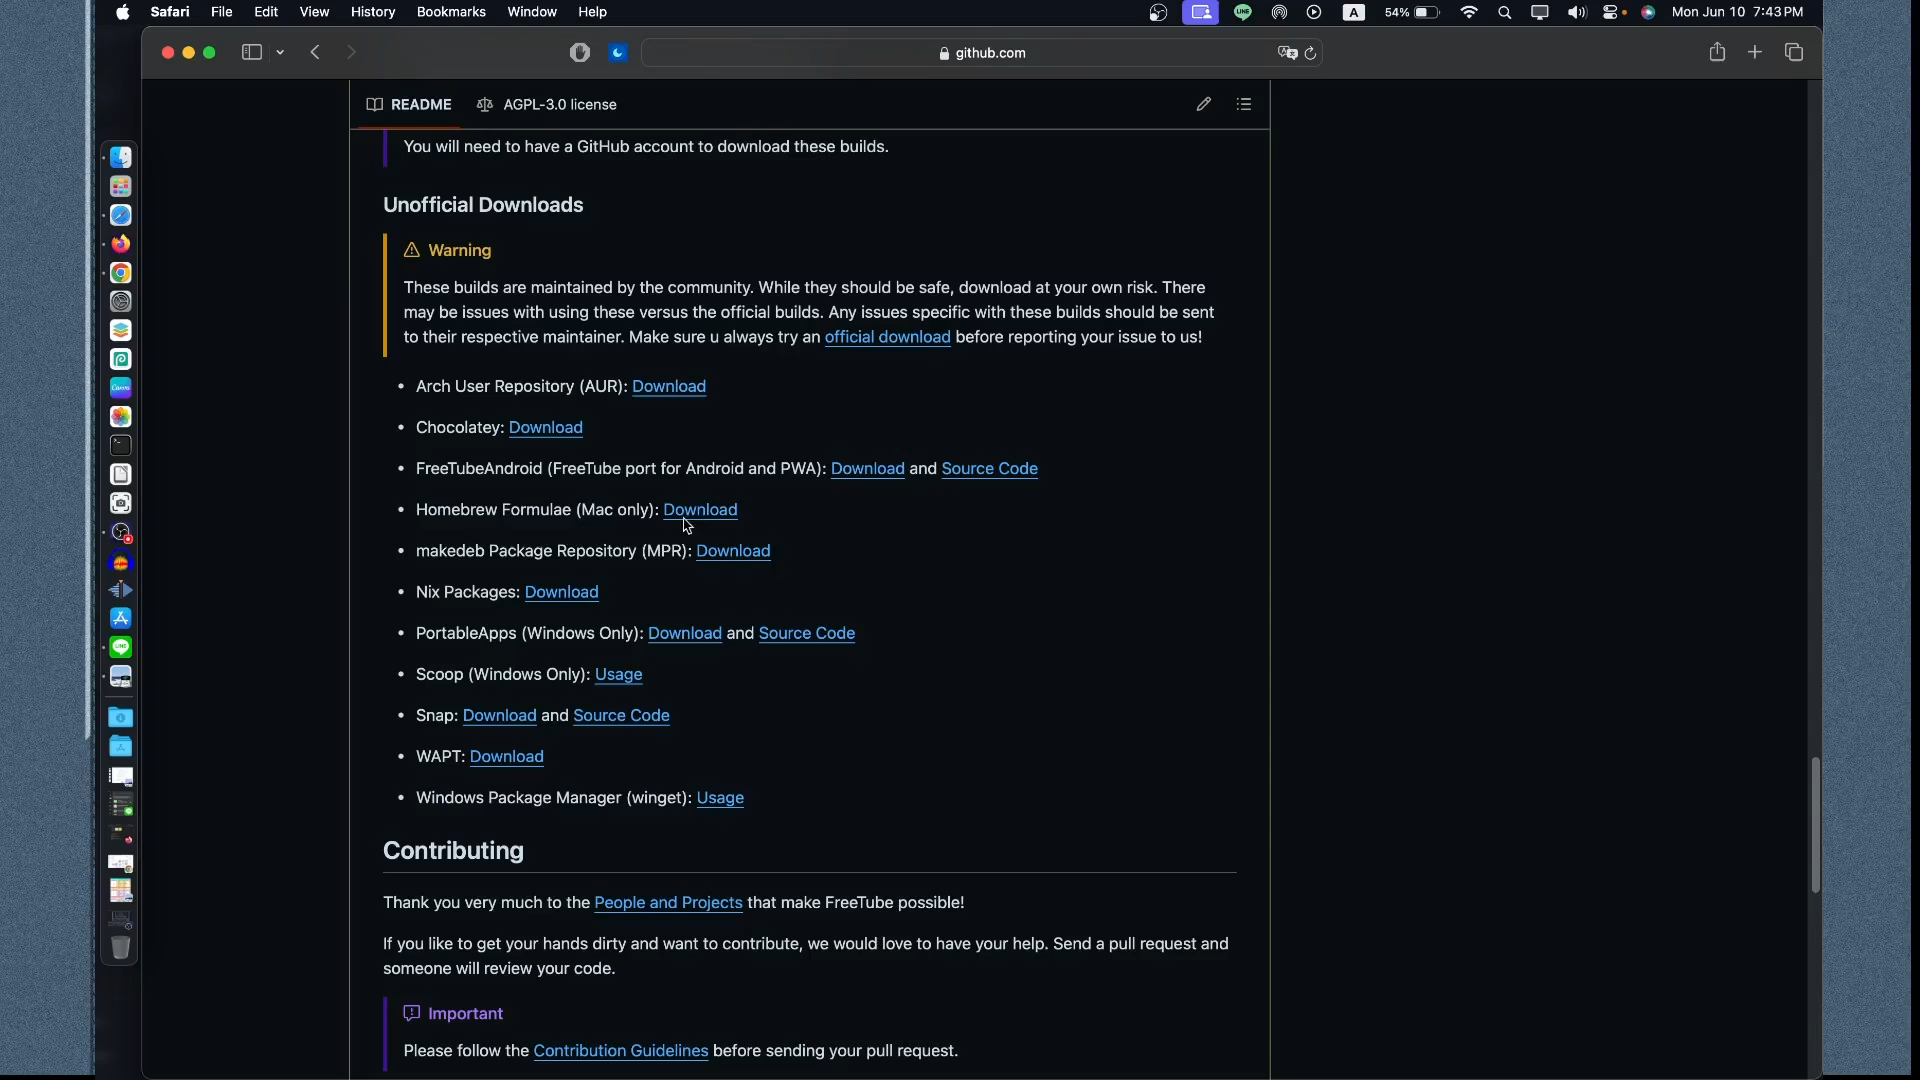 Safari File Edit View History Bookmarks Window Help
A 54% Mon Jun 10 7:43 PM
github.com
README AGPL-3.0 license
You will need to have a GitHub account to download these builds.
Unofficial Downloads
Warning
These builds are maintained by the community. While they should be safe, download at your own risk. There
may be issues with using these versus the official builds. Any issues specific with these builds should be sent
to their respective maintainer. Make sure u always try an official download before reporting your issue to us!
• Arch User Repository (AUR): Download
• Chocolatey: Download
• FreeTubeAndroid (FreeTube port for Android and PWA): Download and Source Code
• Homebrew Formulae (Mac only): Download
• makedeb Package Repository (MPR): Download
• Nix Packages: Download
• PortableApps (Windows Only): Download and Source Code
• Scoop (Windows Only): Usage
• Snap: Download and Source Code
• WAPT: Download
• Windows Package Manager (winget): Usage
Contributing
Thank you very much to the People and Projects that make FreeTube possible!
If you like to get your hands dirty and want to contribute, we would love to have your help. Send a pull request and
someone will review your code.
Important
Please follow the Contribution Guidelines before sending your pull request.